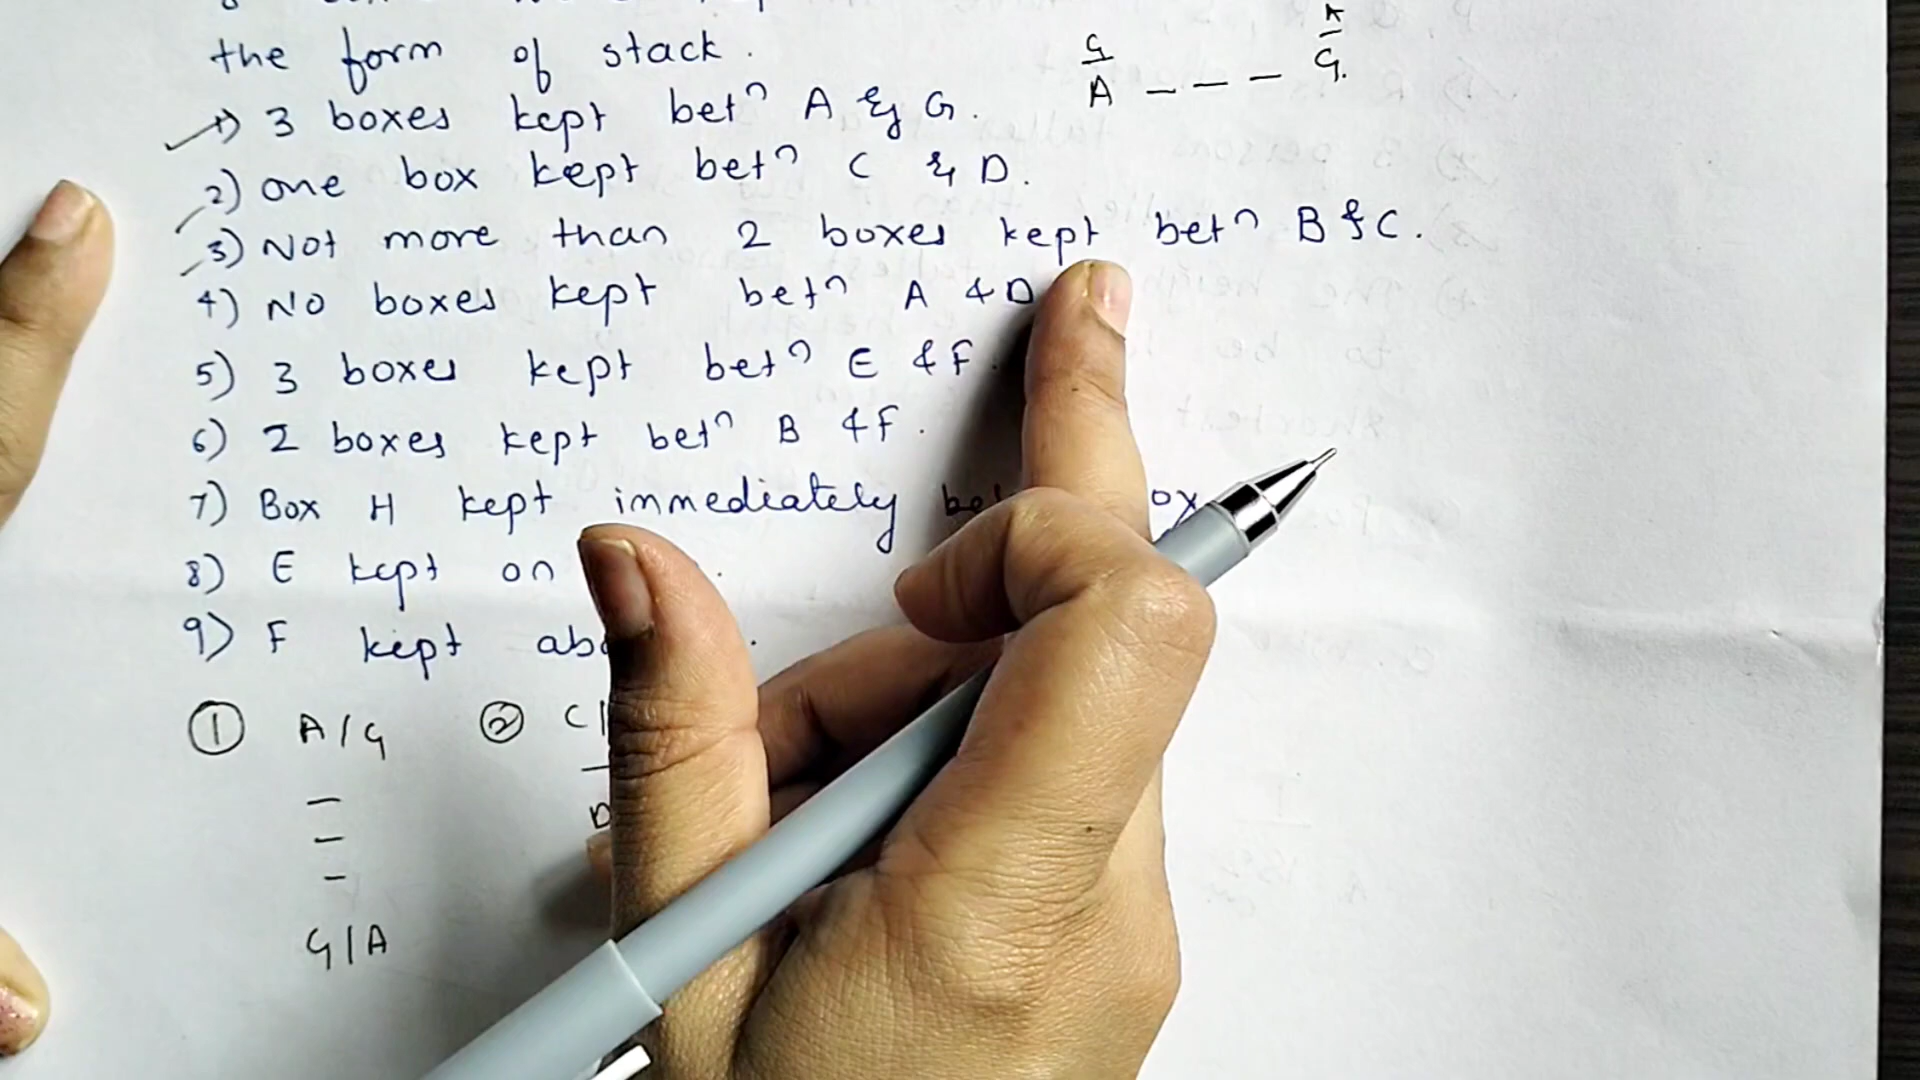 the form of stack.
1) 3 boxes kept betn A & G.
2) one box kept betn C & D.
3) Not more than 2 boxes kept betn B & C.
4) No boxes kept betn A & D
5) 3 boxes kept betn E & F.
6) 2 boxes kept betn B & F.
7) Box H kept immediately
8) E kept on
9) F kept
G
A _ _ _ A
G.
① A/G
_
_
_
G/A
② C/
_
D